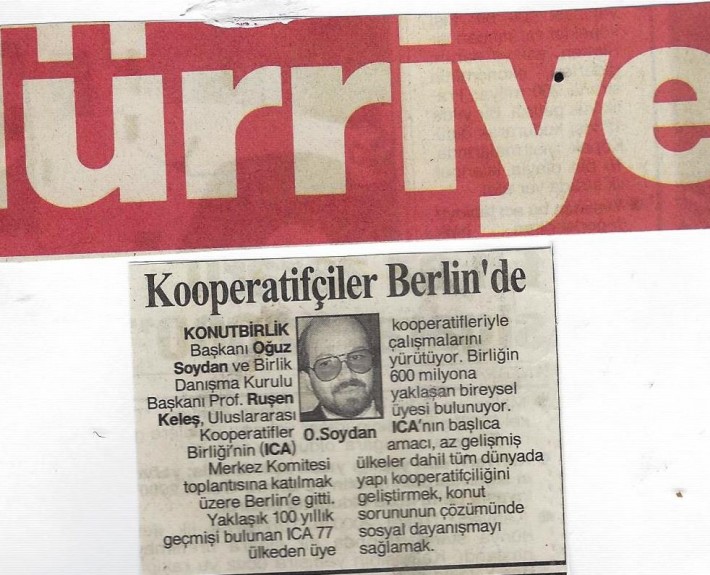 Hürriye
Kooperatifçiler Berlin'de
KONUTBİRLİK
Başkanı Oğuz
Soydan ve Birlik
Danışma Kurulu
Başkanı Prof. Ruşen
Keleş, Uluslararası
Kooperatifler
Birliği'nin (ICA)
Merkez Komitesi
toplantısına katılmak
üzere Berlin'e gitti.
Yaklaşık 100 yıllık
geçmişi bulunan ICA 77
ülkeden üye
O.Soydan
kooperatifleriyle
çalışmalarını
yürütüyor. Birliğin
600 milyona
yaklaşan bireysel
üyesi bulunuyor.
ICA'nın başlıca
amacı, az gelişmiş
ülkeler dahil tüm dünyada
yapı kooperatifçiliğini
geliştirmek, konut
sorununun çözümünde
sosyal dayanışmayı
sağlamak.